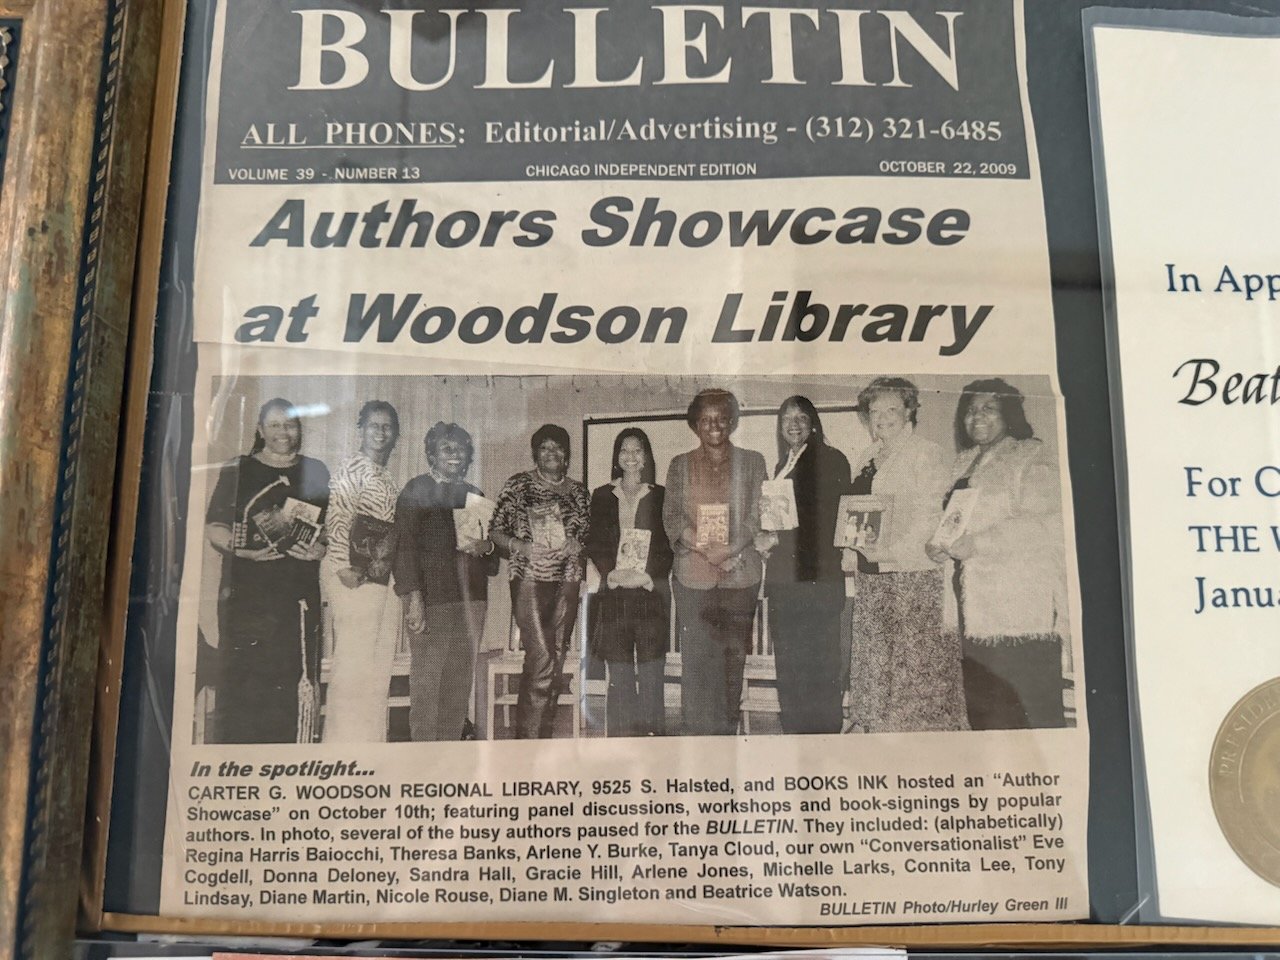 BULLETIN
ALL PHONES: Editorial/Advertising - (312) 321-6485
VOLUME 39 - NUMBER 13 CHICAGO INDEPENDENT EDITION OCTOBER 22, 2009
Authors Showcase
at Woodson Library
In the spotlight...
CARTER G. WOODSON REGIONAL LIBRARY, 9525 S. Halsted, and BOOKS INK hosted an “Author
Showcase” on October 10th; featuring panel discussions, workshops and book-signings by popular
authors. In photo, several of the busy authors paused for the BULLETIN. They included: (alphabetically)
Regina Harris Baiocchi, Theresa Banks, Arlene Y. Burke, Tanya Cloud, our own “Conversationalist” Eve
Cogdell, Donna Deloney, Sandra Hall, Gracie Hill, Arlene Jones, Michelle Larks, Connita Lee, Tony
Lindsay, Diane Martin, Nicole Rouse, Diane M. Singleton and Beatrice Watson.
BULLETIN Photo/Hurley Green III
In App
Beat
For
THE
Janua